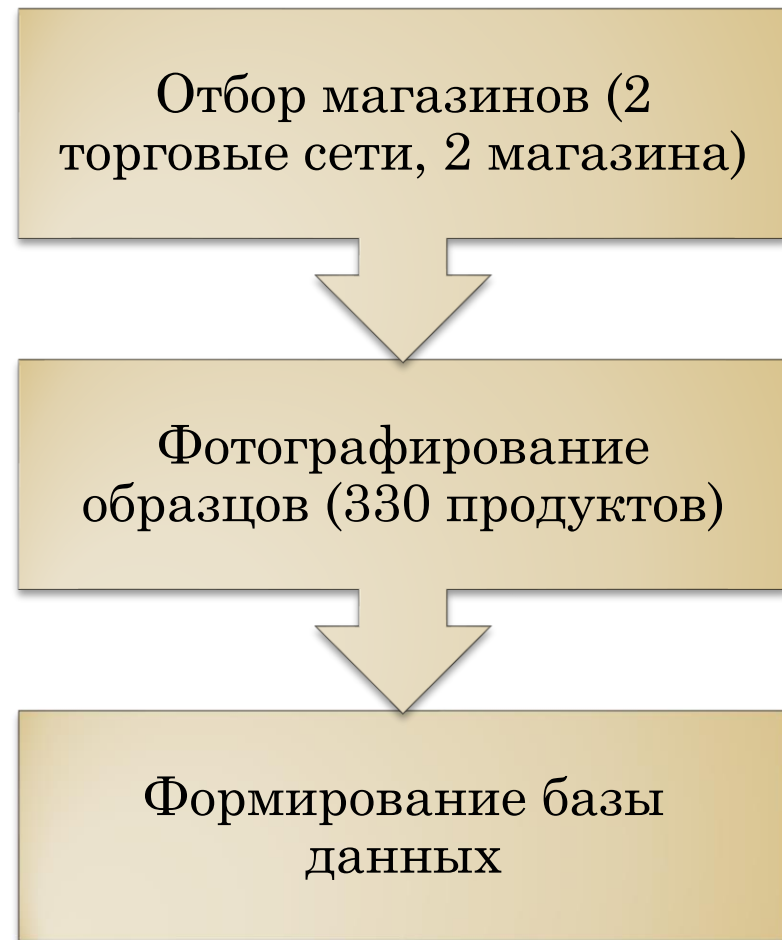 Отбор магазинов (2
торговые сети, 2 магазина)
Фотографирование
образцов (330 продуктов)
Формирование базы
данных